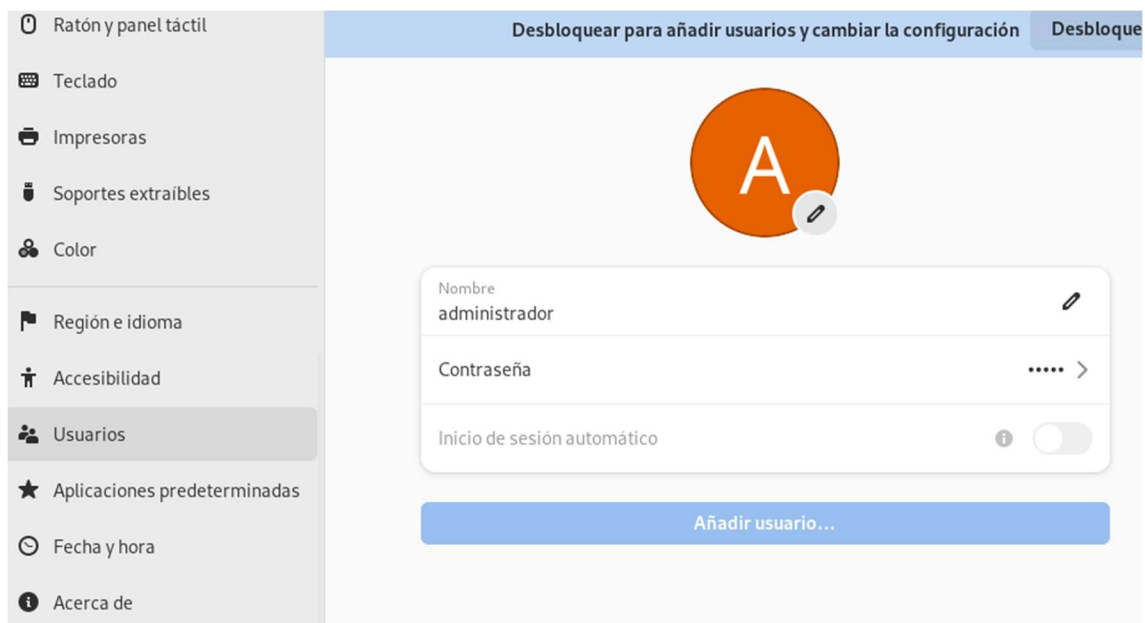 Ratón y panel táctil
Teclado
Impresoras
Soportes extraíbles
Color
Región e idioma
Accesibilidad
Usuarios
Aplicaciones predeterminadas
Fecha y hora
Acerca de
Desbloquear para añadir usuarios y cambiar la configuración Desbloque
A
Nombre
administrador
Contraseña •••••
Inicio de sesión automático
Añadir usuario...